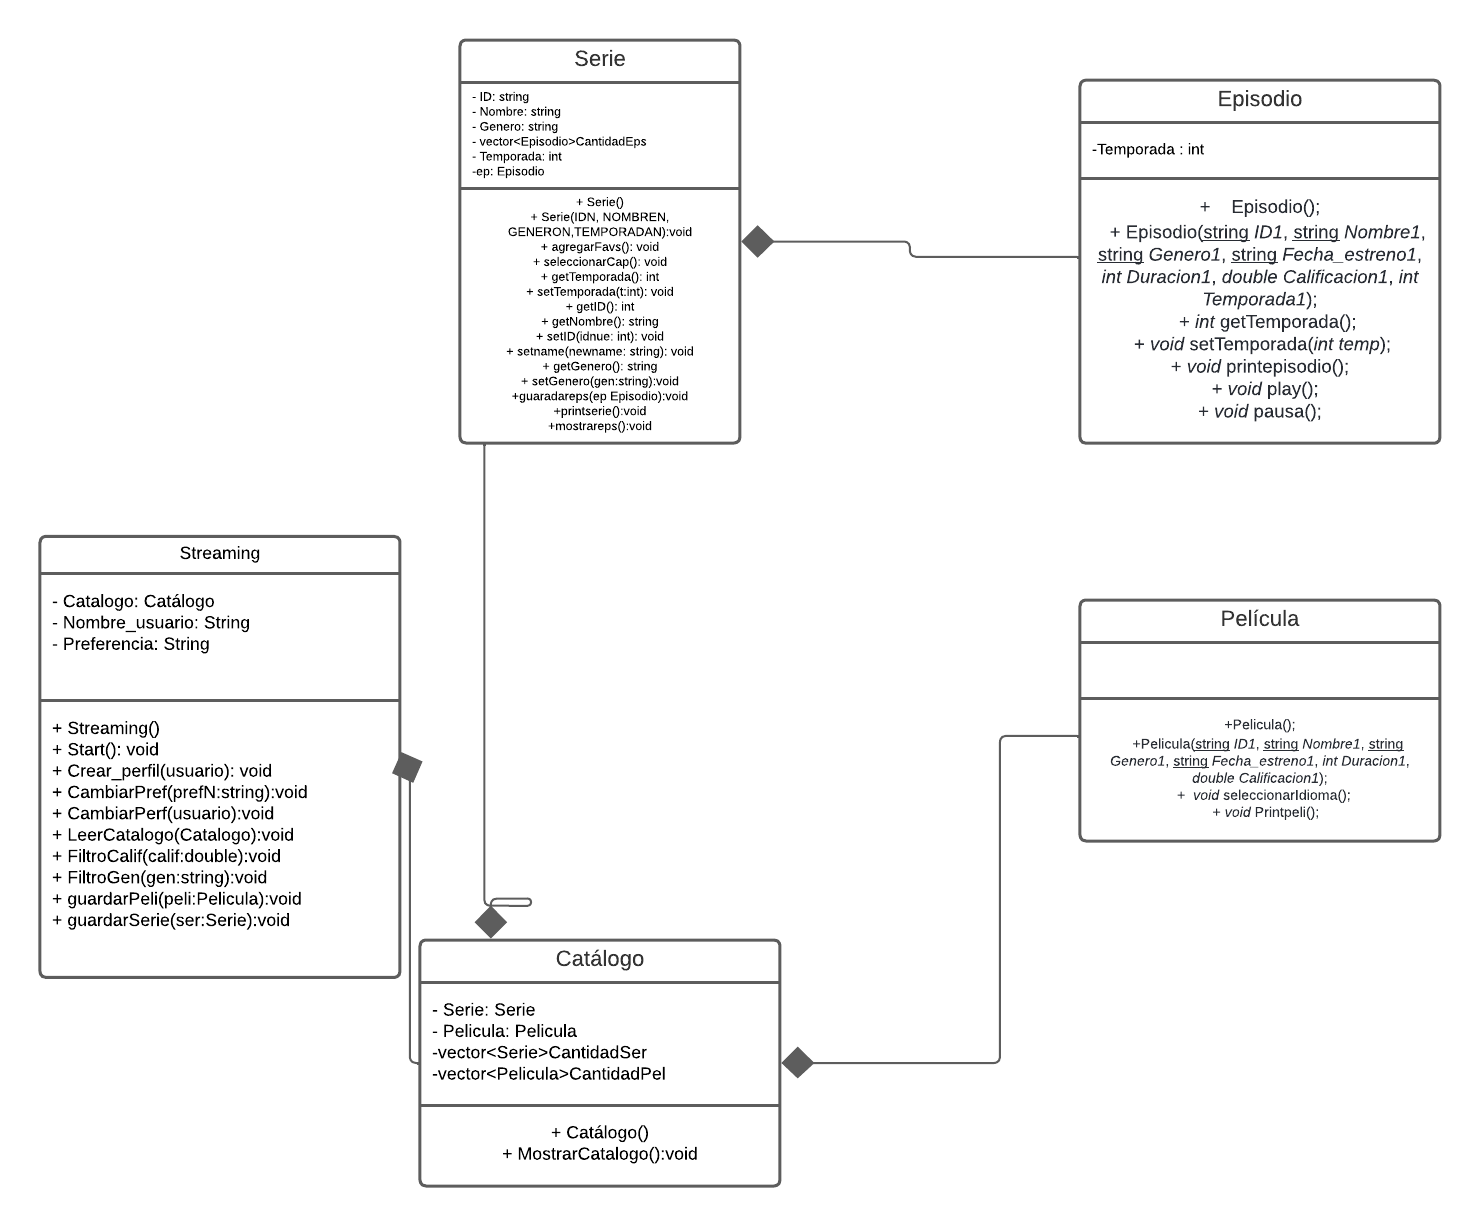 Serie
- ID: string
- Nombre: string
- Genero: string
- vector<Episodio>CantidadEps
- Temporada: int
-ep: Episodio
+ Serie()
+ Serie(IDN, NOMBREN,
GENERON,TEMPORADAN):void
+ agregarFavs(): void
+ seleccionarCap(): void
+ getTemporada(): int
+ setTemporada(t:int): void
+ getID(): int
+ getNombre(): string
+ setID(idnue: int): void
+ setname(newname: string): void
+ getGenero(): string
+ setGenero(gen:string):void
+guaradareps(ep Episodio):void
+printserie():void
+mostrareps():void
Episodio
-Temporada : int
+ Episodio();
+ Episodio(string ID1, string Nombre1,
string Genero1, string Fecha_estreno1,
int Duracion1, double Calificacion1, int
Temporada1);
+ int getTemporada();
+ void setTemporada(int temp);
+ void printepisodio();
+ void play();
+ void pausa();
Streaming
- Catalogo: Catálogo
- Nombre_usuario: String
- Preferencia: String
+ Streaming()
+ Start(): void
+ Crear_perfil(usuario): void
+ CambiarPref(prefN:string):void
+ CambiarPerf(usuario):void
+ LeerCatalogo(Catalogo):void
+ FiltroCalif(calif:double):void
+ FiltroGen(gen:string):void
+ guardarPeli(peli:Pelicula):void
+ guardarSerie(ser:Serie):void
Película
+Pelicula();
+Pelicula(string ID1, string Nombre1, string
Genero1, string Fecha_estreno1, int Duracion1,
double Calificacion1);
+ void seleccionarIdioma();
+ void Printpeli();
Catálogo
- Serie: Serie
- Pelicula: Pelicula
-vector<Serie>CantidadSer
-vector<Pelicula>CantidadPel
+ Catálogo()
+ MostrarCatalogo():void